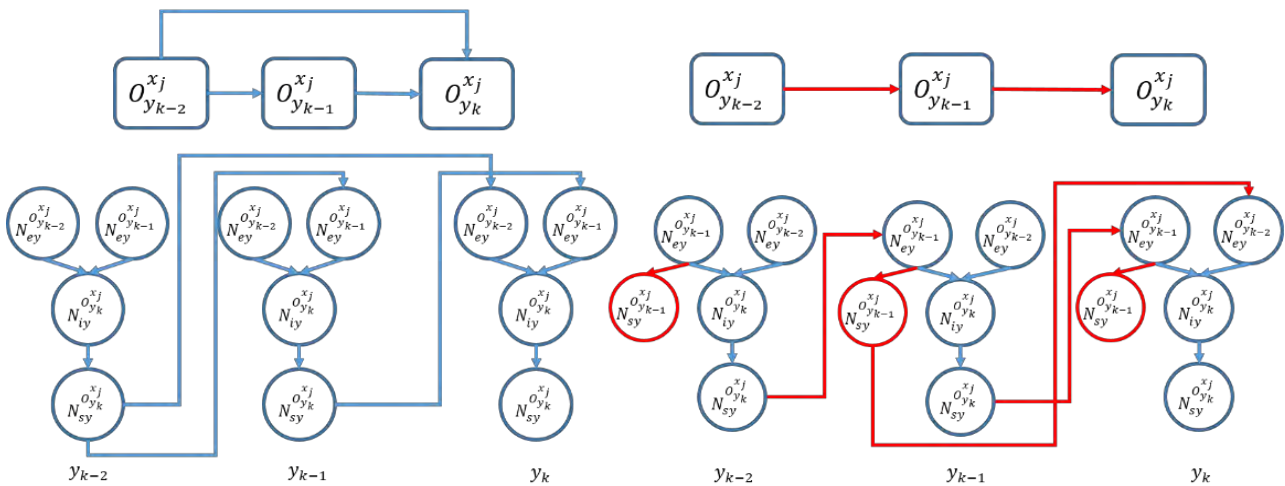 O_{y_{k-2}}^{x_j} O_{y_{k-1}}^{x_j} O_{y_k}^{x_j} O_{y_{k-2}}^{x_j} O_{y_{k-1}}^{x_j} O_{y_k}^{x_j}
N_{ey}^{O_{y_{k-2}}^{x_j}} N_{ey}^{O_{y_{k-1}}^{x_j}} N_{ey}^{O_{y_{k-2}}^{x_j}} N_{ey}^{O_{y_{k-1}}^{x_j}} N_{ey}^{O_{y_{k-2}}^{x_j}} N_{ey}^{O_{y_{k-1}}^{x_j}} N_{ey}^{O_{y_{k-1}}^{x_j}} N_{ey}^{O_{y_{k-2}}^{x_j}} N_{ey}^{O_{y_{k-1}}^{x_j}} N_{ey}^{O_{y_{k-2}}^{x_j}} N_{ey}^{O_{y_{k-1}}^{x_j}} N_{ey}^{O_{y_{k-2}}^{x_j}}
N_{iy}^{O_{y_k}^{x_j}} N_{iy}^{O_{y_k}^{x_j}} N_{iy}^{O_{y_k}^{x_j}} N_{sy}^{O_{y_{k-1}}^{x_j}} N_{iy}^{O_{y_k}^{x_j}} N_{sy}^{O_{y_{k-1}}^{x_j}} N_{iy}^{O_{y_k}^{x_j}} N_{sy}^{O_{y_{k-1}}^{x_j}} N_{iy}^{O_{y_k}^{x_j}}
N_{sy}^{O_{y_k}^{x_j}} N_{sy}^{O_{y_k}^{x_j}} N_{sy}^{O_{y_k}^{x_j}} N_{sy}^{O_{y_k}^{x_j}} N_{sy}^{O_{y_k}^{x_j}} N_{sy}^{O_{y_k}^{x_j}}
y_{k-2} y_{k-1} y_k y_{k-2} y_{k-1} y_k